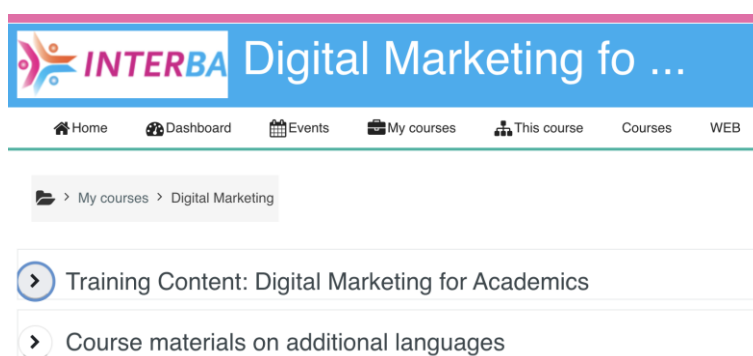 INTERBA Digital Marketing fo ...
Home Dashboard Events My courses This course Courses WEB
> My courses > Digital Marketing
Training Content: Digital Marketing for Academics
Course materials on additional languages